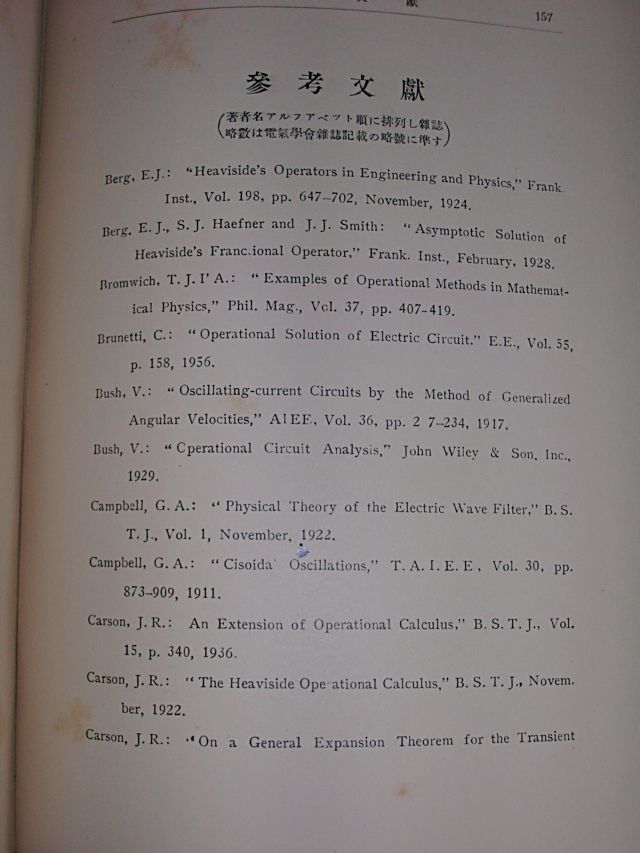 文獻
157
參考文獻
(著者名アルファベット順に排列し雜誌
略數は電氣學會雜誌記載の略號に準す)
Berg, E.J.: "Heaviside's Operators in Engineering and Physics," Frank.
Inst., Vol. 198, pp. 647–702, November, 1924.
Berg, E. J., S. J. Haefner and J. J. Smith: "Asymptotic Solution of
Heaviside's Franc.ional Operator," Frank. Inst., February, 1928.
Bromwich, T. J. I' A.: "Examples of Operational Methods in Mathemat-
ical Physics," Phil. Mag., Vol. 37, pp. 407-419.
Brunetti, C.: "Operational Solution of Electric Circuit." E.E., Vol. 55,
p. 158, 1956.
Bush, V.: "Oscillating-current Circuits by the Method of Generalized
Angular Velocities," AIEE, Vol. 36, pp. 2 7–234, 1917.
Bush, V.: "Operational Circuit Analysis," John Wiley & Son, Inc.,
1929.
Campbell, G. A.: "Physical Theory of the Electric Wave Filter," B. S.
T. J., Vol. 1, November, 1922.
Campbell, G. A.: "Cisoida Oscillations," T. A. I. E. E, Vol. 30, pp.
873–909, 1911.
Carson, J. R.: An Extension of Operational Calculus," B. S. T. J., Vol.
15, p. 340, 1936.
Carson, J. R.: "The Heaviside Ope ational Calculus," B. S. T. J., Novem.
ber, 1922.
Carson, J. R.: "On a General Expansion Theorem for the Transient